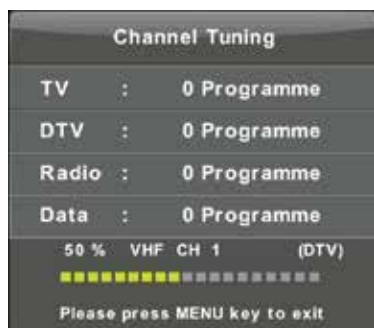 Channel Tuning
TV : 0 Programme
DTV : 0 Programme
Radio : 0 Programme
Data : 0 Programme
50 % VHF CH 1 (DTV)
Please press MENU key to exit